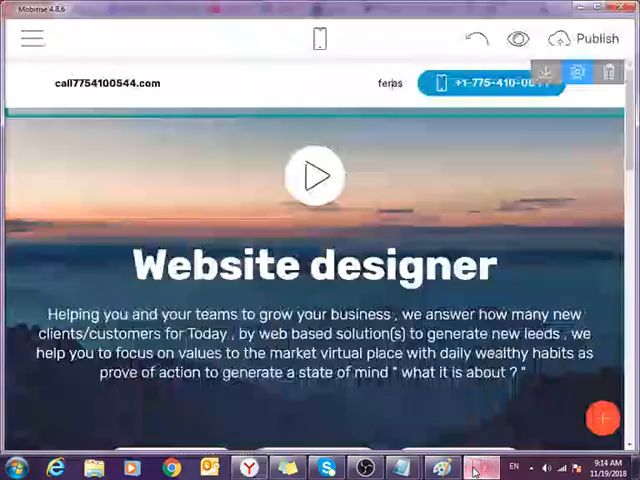 Mobirise 4.8.6
Publish
call7754100544.com
feras
Website designer
Helping you and your teams to grow your business , we answer how many new
clients/customers for Today , by web based solution(s) to generate new leeds , we
help you to focus on values to the market virtual place with daily wealthy habits as
prove of action to generate a state of mind " what it is about ? "
EN
9:14 AM
11/19/2018